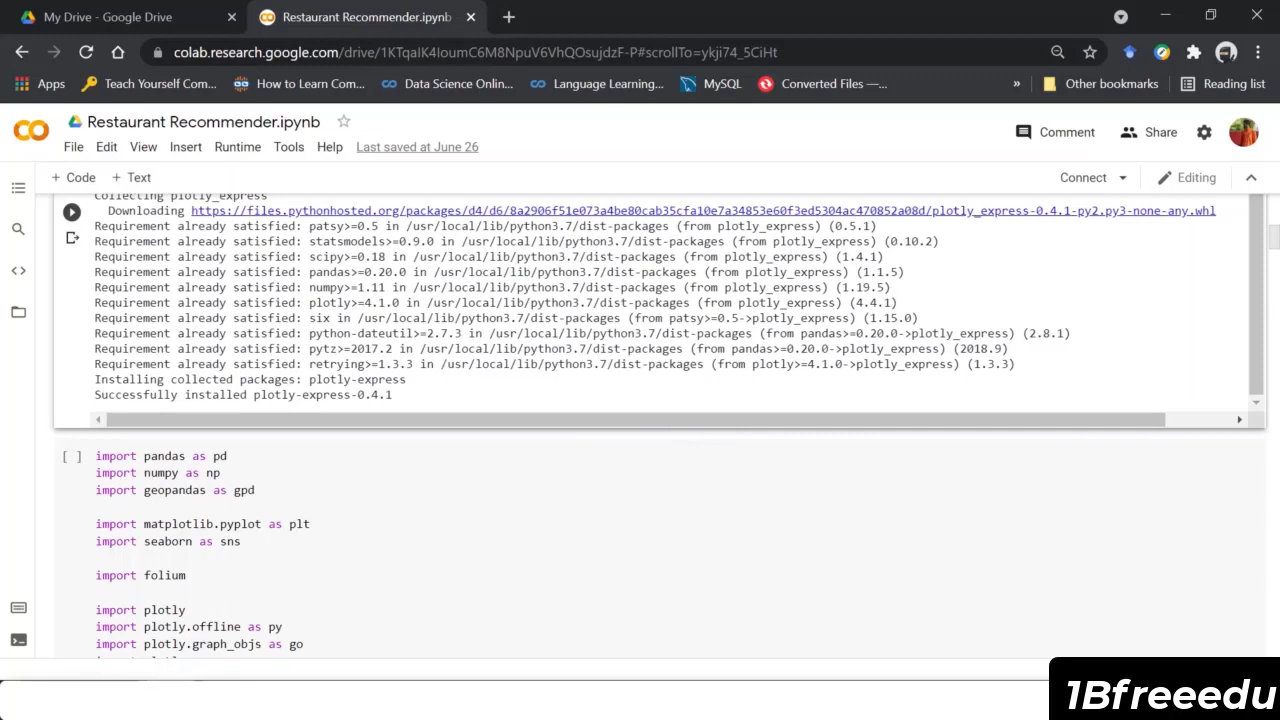 My Drive - Google Drive
Restaurant Recommender.ipynb
colab.research.google.com/drive/1KTqaIK4IoumC6M8NpuV6VhQOsujdzF-P#scrollTo=ykji74_5CiHt
Apps Teach Yourself Com... How to Learn Com... Data Science Onlin... Language Learning... MySQL Converted Files —... » Other bookmarks Reading list
CO Restaurant Recommender.ipynb
Comment Share
File Edit View Insert Runtime Tools Help Last saved at June 26
+ Code + Text Connect Editing
Collecting plotly_express
Downloading https://files.pythonhosted.org/packages/d4/d6/8a2906f51e073a4be80cab35cfa10e7a34853e60f3ed5304ac470852a08d/plotly_express-0.4.1-py2.py3-none-any.whl
Requirement already satisfied: patsy>=0.5 in /usr/local/lib/python3.7/dist-packages (from plotly_express) (0.5.1)
Requirement already satisfied: statsmodels>=0.9.0 in /usr/local/lib/python3.7/dist-packages (from plotly_express) (0.10.2)
Requirement already satisfied: scipy>=0.18 in /usr/local/lib/python3.7/dist-packages (from plotly_express) (1.4.1)
Requirement already satisfied: pandas>=0.20.0 in /usr/local/lib/python3.7/dist-packages (from plotly_express) (1.1.5)
Requirement already satisfied: numpy>=1.11 in /usr/local/lib/python3.7/dist-packages (from plotly_express) (1.19.5)
Requirement already satisfied: plotly>=4.1.0 in /usr/local/lib/python3.7/dist-packages (from plotly_express) (4.4.1)
Requirement already satisfied: six in /usr/local/lib/python3.7/dist-packages (from patsy>=0.5->plotly_express) (1.15.0)
Requirement already satisfied: python-dateutil>=2.7.3 in /usr/local/lib/python3.7/dist-packages (from pandas>=0.20.0->plotly_express) (2.8.1)
Requirement already satisfied: pytz>=2017.2 in /usr/local/lib/python3.7/dist-packages (from pandas>=0.20.0->plotly_express) (2018.9)
Requirement already satisfied: retrying>=1.3.3 in /usr/local/lib/python3.7/dist-packages (from plotly>=4.1.0->plotly_express) (1.3.3)
Installing collected packages: plotly-express
Successfully installed plotly-express-0.4.1
[ ] import pandas as pd
import numpy as np
import geopandas as gpd
import matplotlib.pyplot as plt
import seaborn as sns
import folium
import plotly
import plotly.offline as py
import plotly.graph_objs as go
1Bfreeedu